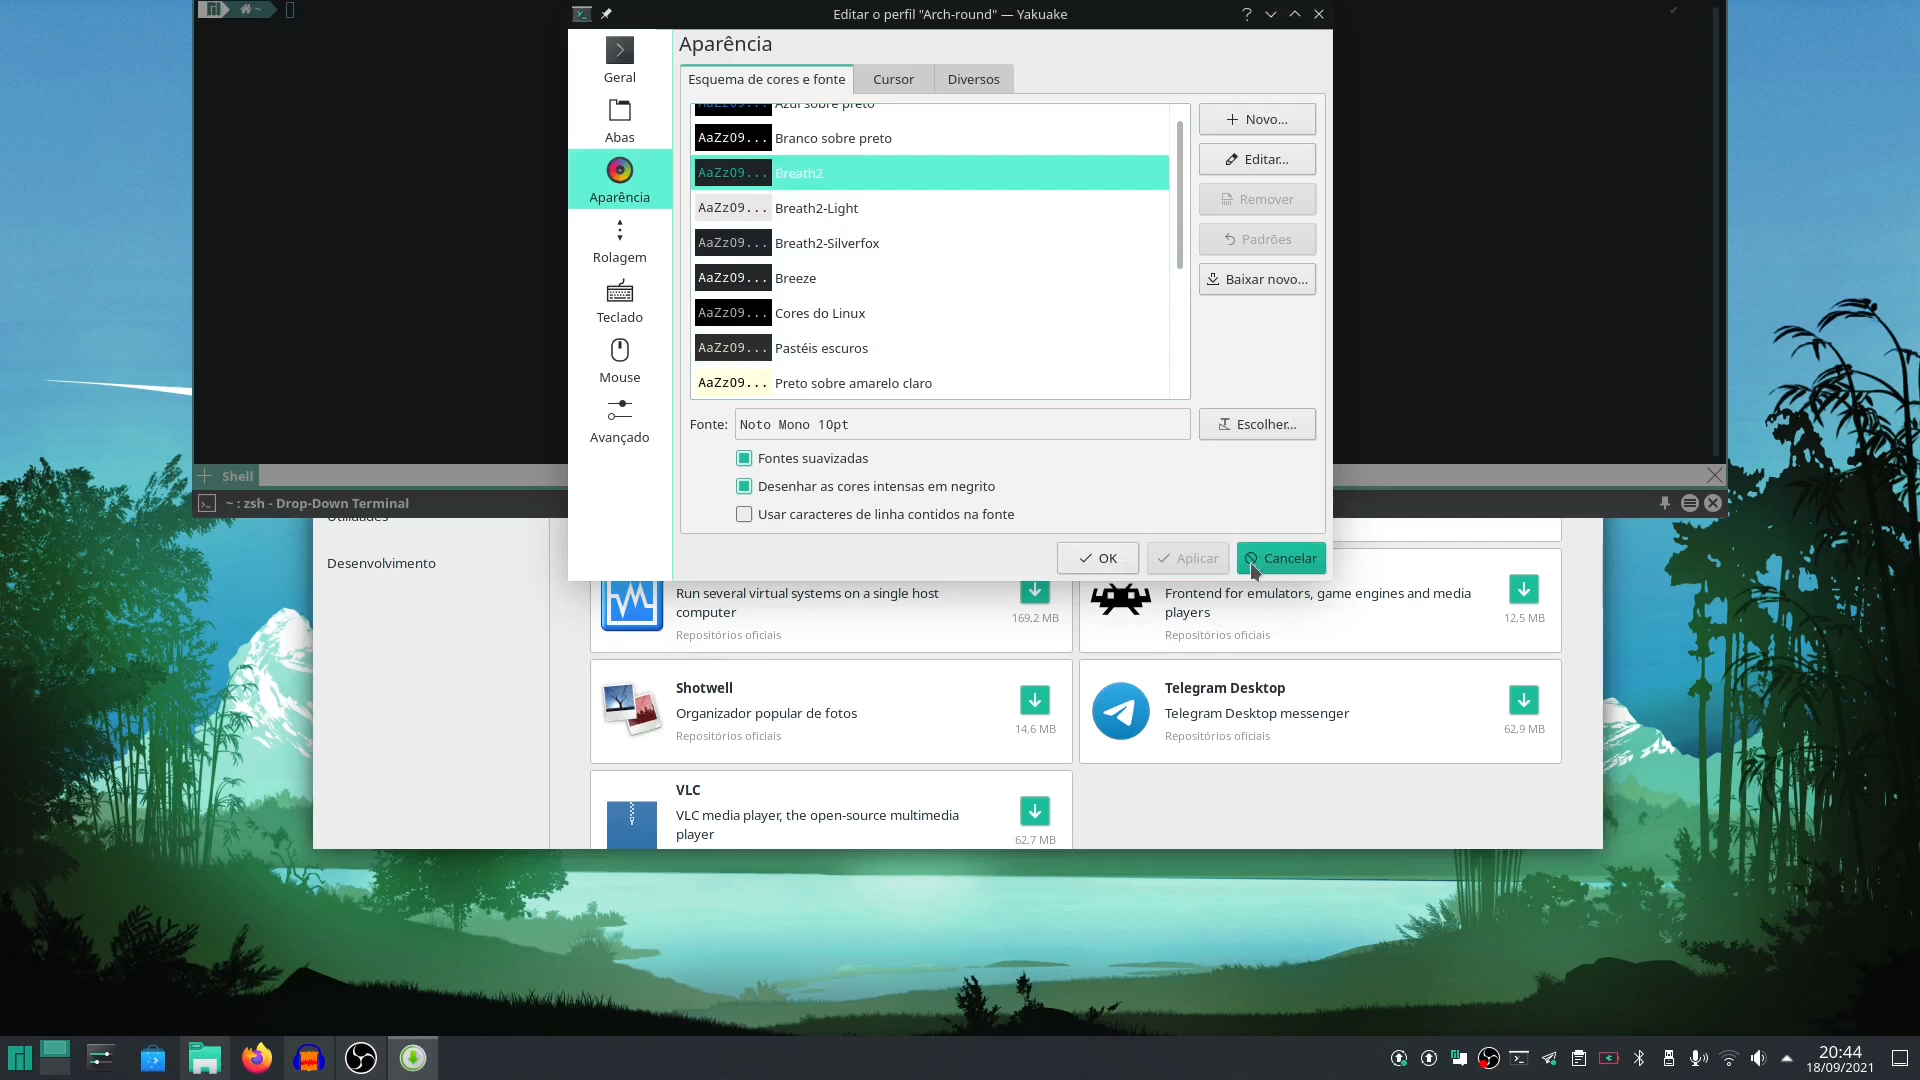 ~
Editar o perfil "Arch-round" — Yakuake
Geral
Abas
Aparência
Rolagem
Teclado
Mouse
Avançado
Aparência
Esquema de cores e fonte
Cursor
Diversos
Azul sobre preto
AaZz09... Branco sobre preto
AaZz09... Breath2
AaZz09... Breath2-Light
AaZz09... Breath2-Silverfox
AaZz09... Breeze
AaZz09... Cores do Linux
AaZz09... Pastéis escuros
AaZz09... Preto sobre amarelo claro
Novo...
Editar...
Remover
Padrões
Baixar novo...
Fonte: Noto Mono 10pt
Escolher...
Fontes suavizadas
Desenhar as cores intensas em negrito
Usar caracteres de linha contidos na fonte
OK
Aplicar
Cancelar
Shell
~ : zsh - Drop-Down Terminal
Utilidades
Desenvolvimento
Run several virtual systems on a single host
computer
Repositórios oficiais
169,2 MB
Frontend for emulators, game engines and media
players
Repositórios oficiais
12,5 MB
Shotwell
Organizador popular de fotos
Repositórios oficiais
14,6 MB
Telegram Desktop
Telegram Desktop messenger
Repositórios oficiais
62,9 MB
VLC
VLC media player, the open-source multimedia
player
62,7 MB
20:44
18/09/2021